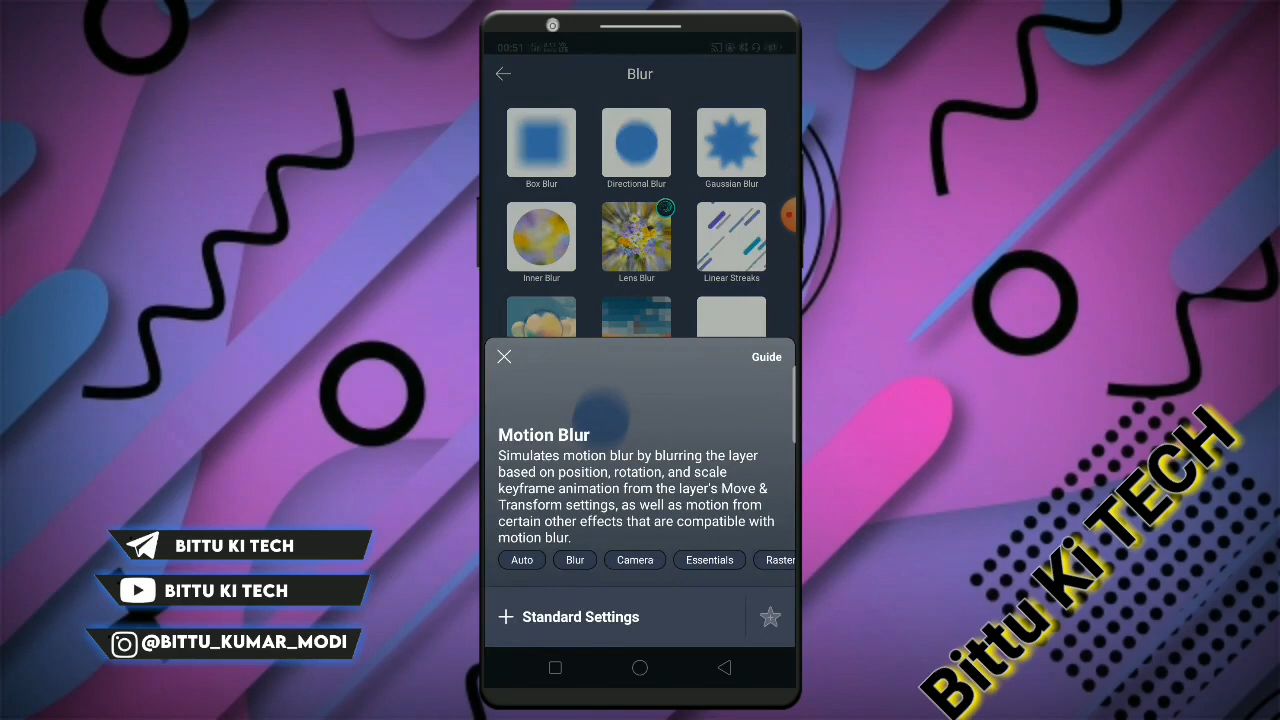 00:51
Blur
Box Blur
Directional Blur
Gaussian Blur
Inner Blur
Lens Blur
Linear Streaks
Guide
Motion Blur
Simulates motion blur by blurring the layer
based on position, rotation, and scale
keyframe animation from the layer's Move &
Transform settings, as well as motion from
certain other effects that are compatible with
motion blur.
Auto
Blur
Camera
Essentials
Raster
+ Standard Settings
BITTU KI TECH
BITTU KI TECH
@BITTU_KUMAR_MODI
Bittu Ki TECH